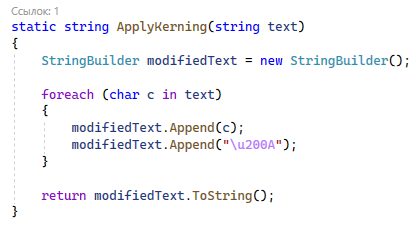 Ссылок: 1
static string ApplyKerning(string text)
{
    StringBuilder modifiedText = new StringBuilder();

    foreach (char c in text)
    {
        modifiedText.Append(c);
        modifiedText.Append("\u200A");
    }

    return modifiedText.ToString();
}